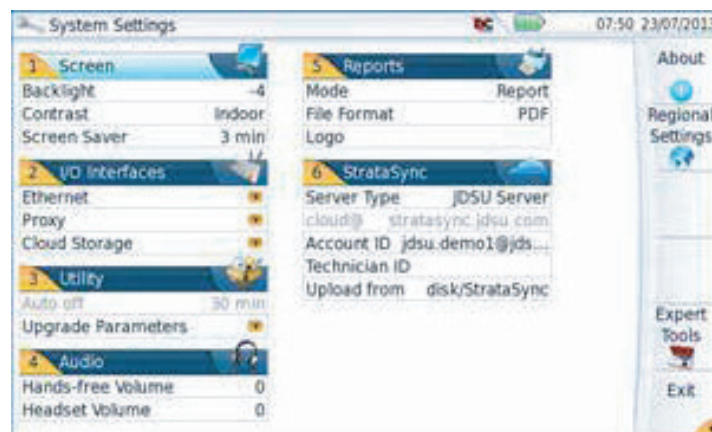 System Settings
DC
07:50 23/07/2013
1 Screen
Backlight -4
Contrast Indoor
Screen Saver 3 min
2 I/O Interfaces
Ethernet
Proxy
Cloud Storage
3 Utility
Auto off 30 min
Upgrade Parameters
4 Audio
Hands-free Volume 0
Headset Volume 0
5 Reports
Mode Report
File Format PDF
Logo
6 StrataSync
Server Type JDSU Server
cloud@ stratasync.jdsu.com
Account ID jdsu.demo1@jds...
Technician ID
Upload from disk/StrataSync
About
Regional
Settings
Expert
Tools
Exit